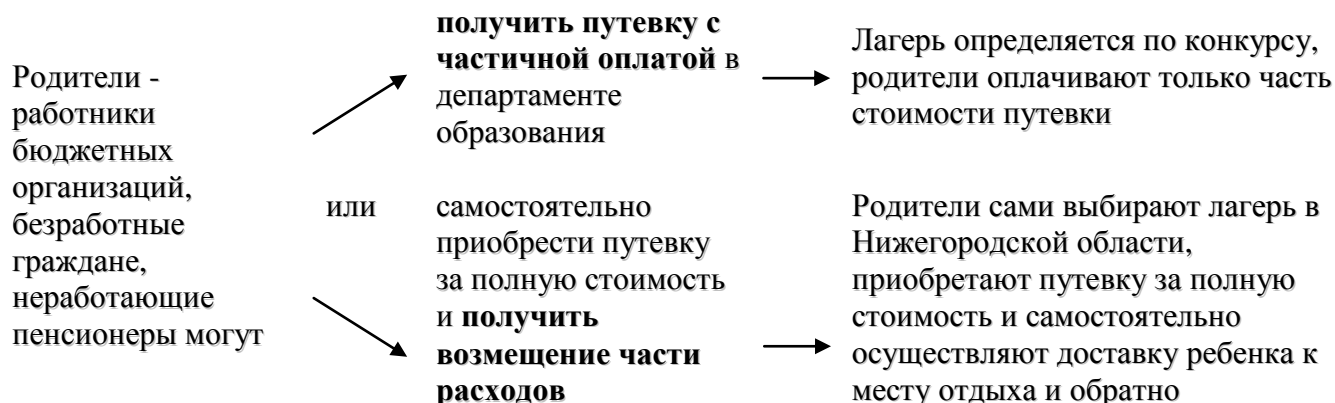 Родители -
работники
бюджетных
организаций,
безработные
граждане,
неработающие
пенсионеры могут
или
получить путевку с
частичной оплатой в
департаменте
образования
Лагерь определяется по конкурсу,
родители оплачивают только часть
стоимости путевки
самостоятельно
приобрести путевку
за полную стоимость
и получить
возмещение части
расходов
Родители сами выбирают лагерь в
Нижегородской области,
приобретают путевку за полную
стоимость и самостоятельно
осуществляют доставку ребенка к
месту отдыха и обратно